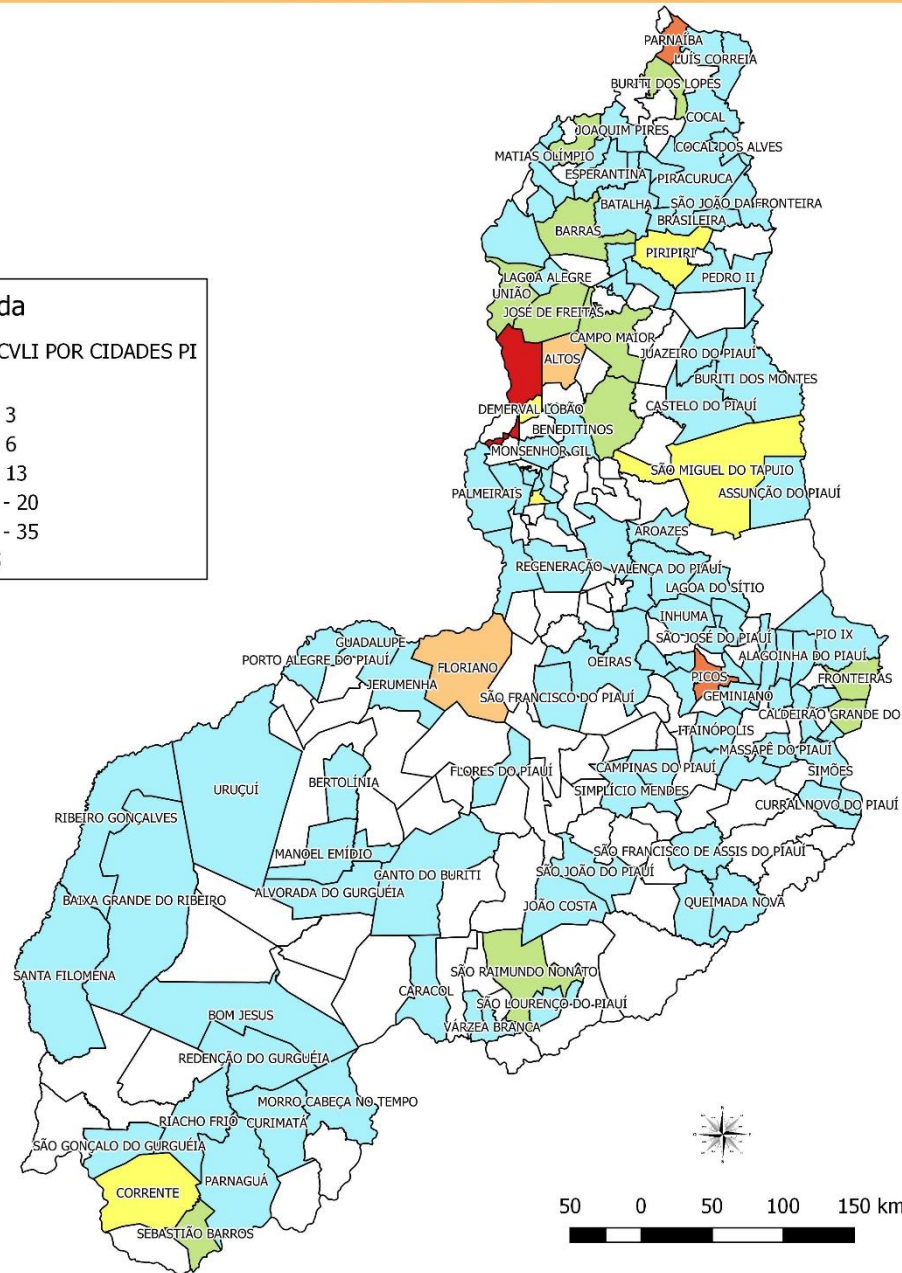 da
CVLI POR CIDADES PI
3
6
13
- 20
- 35
PARNAÍBA
LUÍS CORREIA
BURITI DOS LOPES
COCAL
JOAQUIM PIRES
COCAL DOS ALVES
MATIAS OLÍMPIO
ESPERANTINA
PIRACURUCA
BATALHA
SÃO JOÃO DA FRONTEIRA
BRASILEIRA
BARRAS
PIRIPIRI
LAGOA ALEGRE
PEDRO II
UNIÃO
JOSÉ DE FREITAS
CAMPO MAIOR
JUAZEIRO DO PIAUÍ
ALTOS
BURITI DOS MONTES
DEMERVAL LOBÃO
CASTELO DO PIAUÍ
BENEDITINOS
MONSENHOR GIL
SÃO MIGUEL DO TAPUIO
PALMEIRAIS
ASSUNÇÃO DO PIAUÍ
AROAZES
REGENERAÇÃO
VALENÇA DO PIAUÍ
LAGOA DO SÍTIO
INHUMA
GUADALUPE
SÃO JOSÉ DO PIAUÍ
PIO IX
PORTO ALEGRE DO PIAUÍ
OEIRAS
ALAGOINHA DO PIAUÍ
FLORIANO
PICOS
FRONTEIRAS
JERUMENHA
GEMINIANO
SÃO FRANCISCO DO PIAUÍ
CALDEIRÃO GRANDE DO
ITAINÓPOLIS
MASSAPÊ DO PIAUÍ
FLORES DO PIAUÍ
CAMPINAS DO PIAUÍ
SIMÕES
URUÇUÍ
BERTOLÍNIA
SIMPLÍCIO MENDES
CURRAL NOVO DO PIAUÍ
RIBEIRO GONÇALVES
MANOEL EMÍDIO
SÃO FRANCISCO DE ASSIS DO PIAUÍ
CANTO DO BURITI
SÃO JOÃO DO PIAUÍ
ALVORADA DO GURGUÉIA
BAIXA GRANDE DO RIBEIRO
JOÃO COSTA
QUEIMADA NOVA
SANTA FILOMENA
SÃO RAIMUNDO NONATO
CARACOL
SÃO LOURENÇO DO PIAUÍ
BOM JESUS
VÁRZEA BRANCA
REDENÇÃO DO GURGUÉIA
MORRO CABEÇA NO TEMPO
RIACHO FRIO
CURIMATÁ
SÃO GONÇALO DO GURGUÉIA
PARNAGUÁ
CORRENTE
SEBASTIÃO BARROS
50 0 50 100 150 km